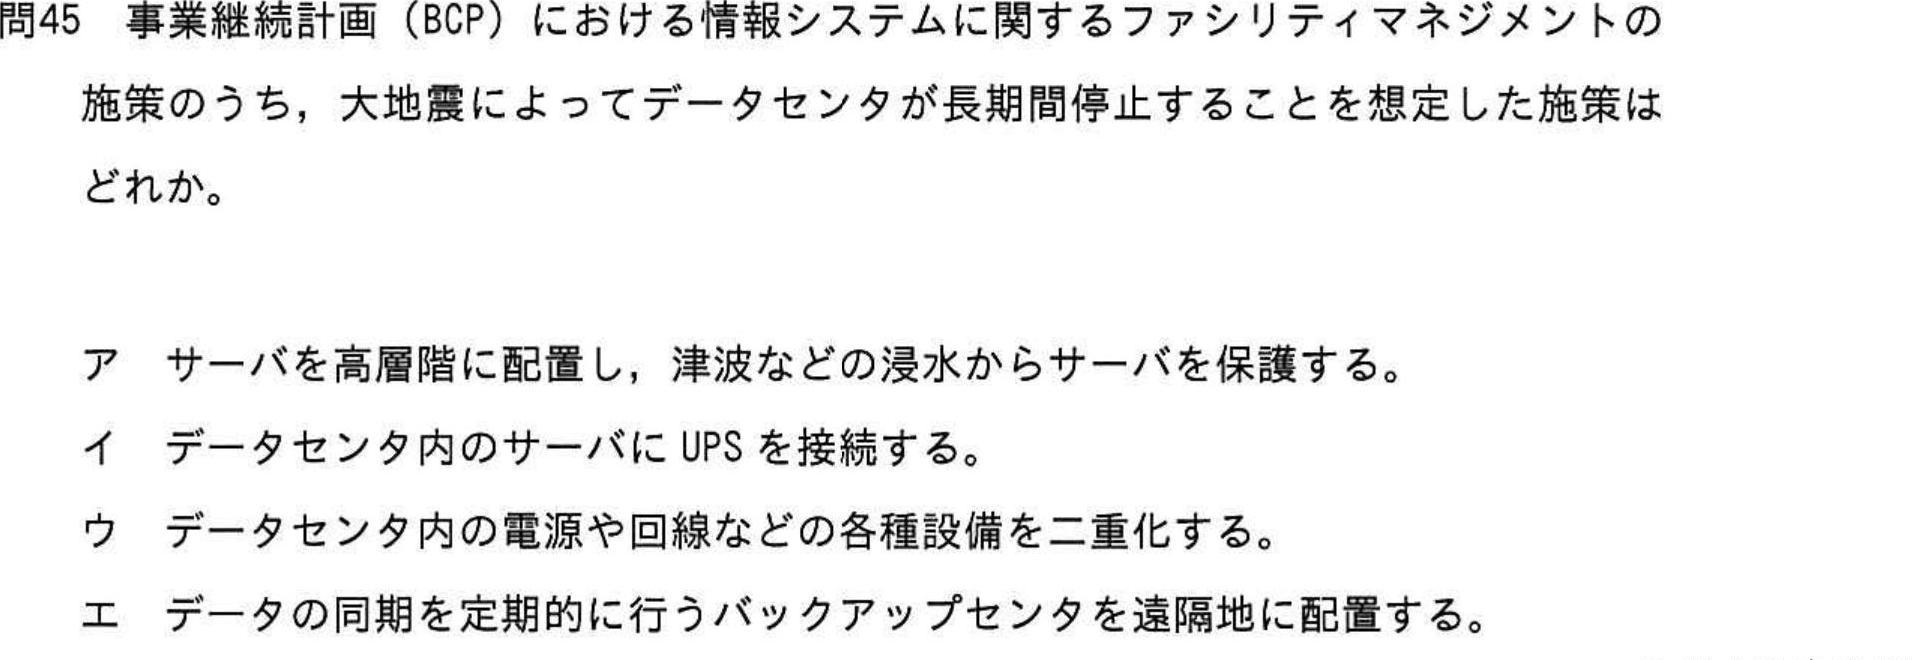 問45 事業継続計画（BCP）における情報システムに関するファシリティマネジメントの
施策のうち，大地震によってデータセンタが長期間停止することを想定した施策は
どれか。
ア サーバを高層階に配置し，津波などの浸水からサーバを保護する。
イ データセンタ内のサーバに UPS を接続する。
ウ データセンタ内の電源や回線などの各種設備を二重化する。
エ データの同期を定期的に行うバックアップセンタを遠隔地に配置する。